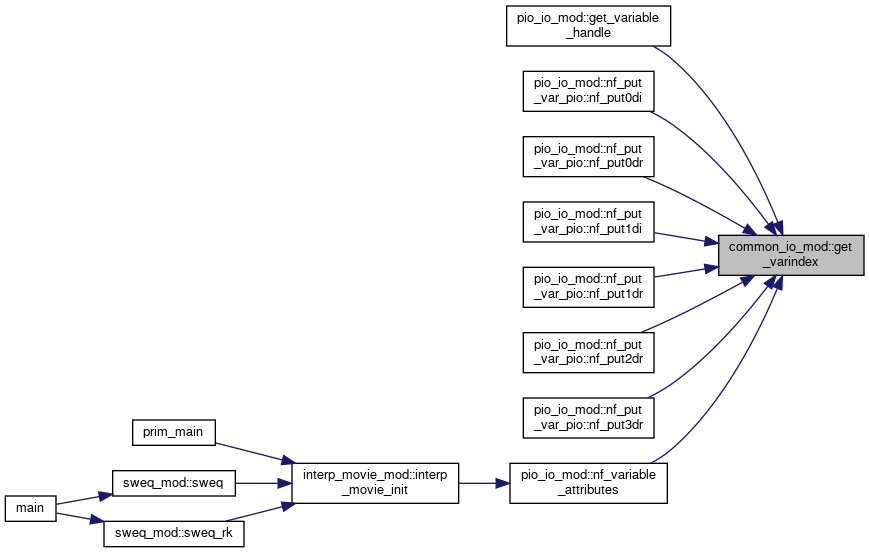 pio_io_mod::get_variable
_handle
pio_io_mod::nf_put
_var_pio::nf_put0di
pio_io_mod::nf_put
_var_pio::nf_put0dr
pio_io_mod::nf_put
_var_pio::nf_put1di
common_io_mod::get
_varindex
pio_io_mod::nf_put
_var_pio::nf_put1dr
pio_io_mod::nf_put
_var_pio::nf_put2dr
pio_io_mod::nf_put
_var_pio::nf_put3dr
prim_main
sweq_mod::sweq
interp_movie_mod::interp
_movie_init
pio_io_mod::nf_variable
_attributes
main
sweq_mod::sweq_rk